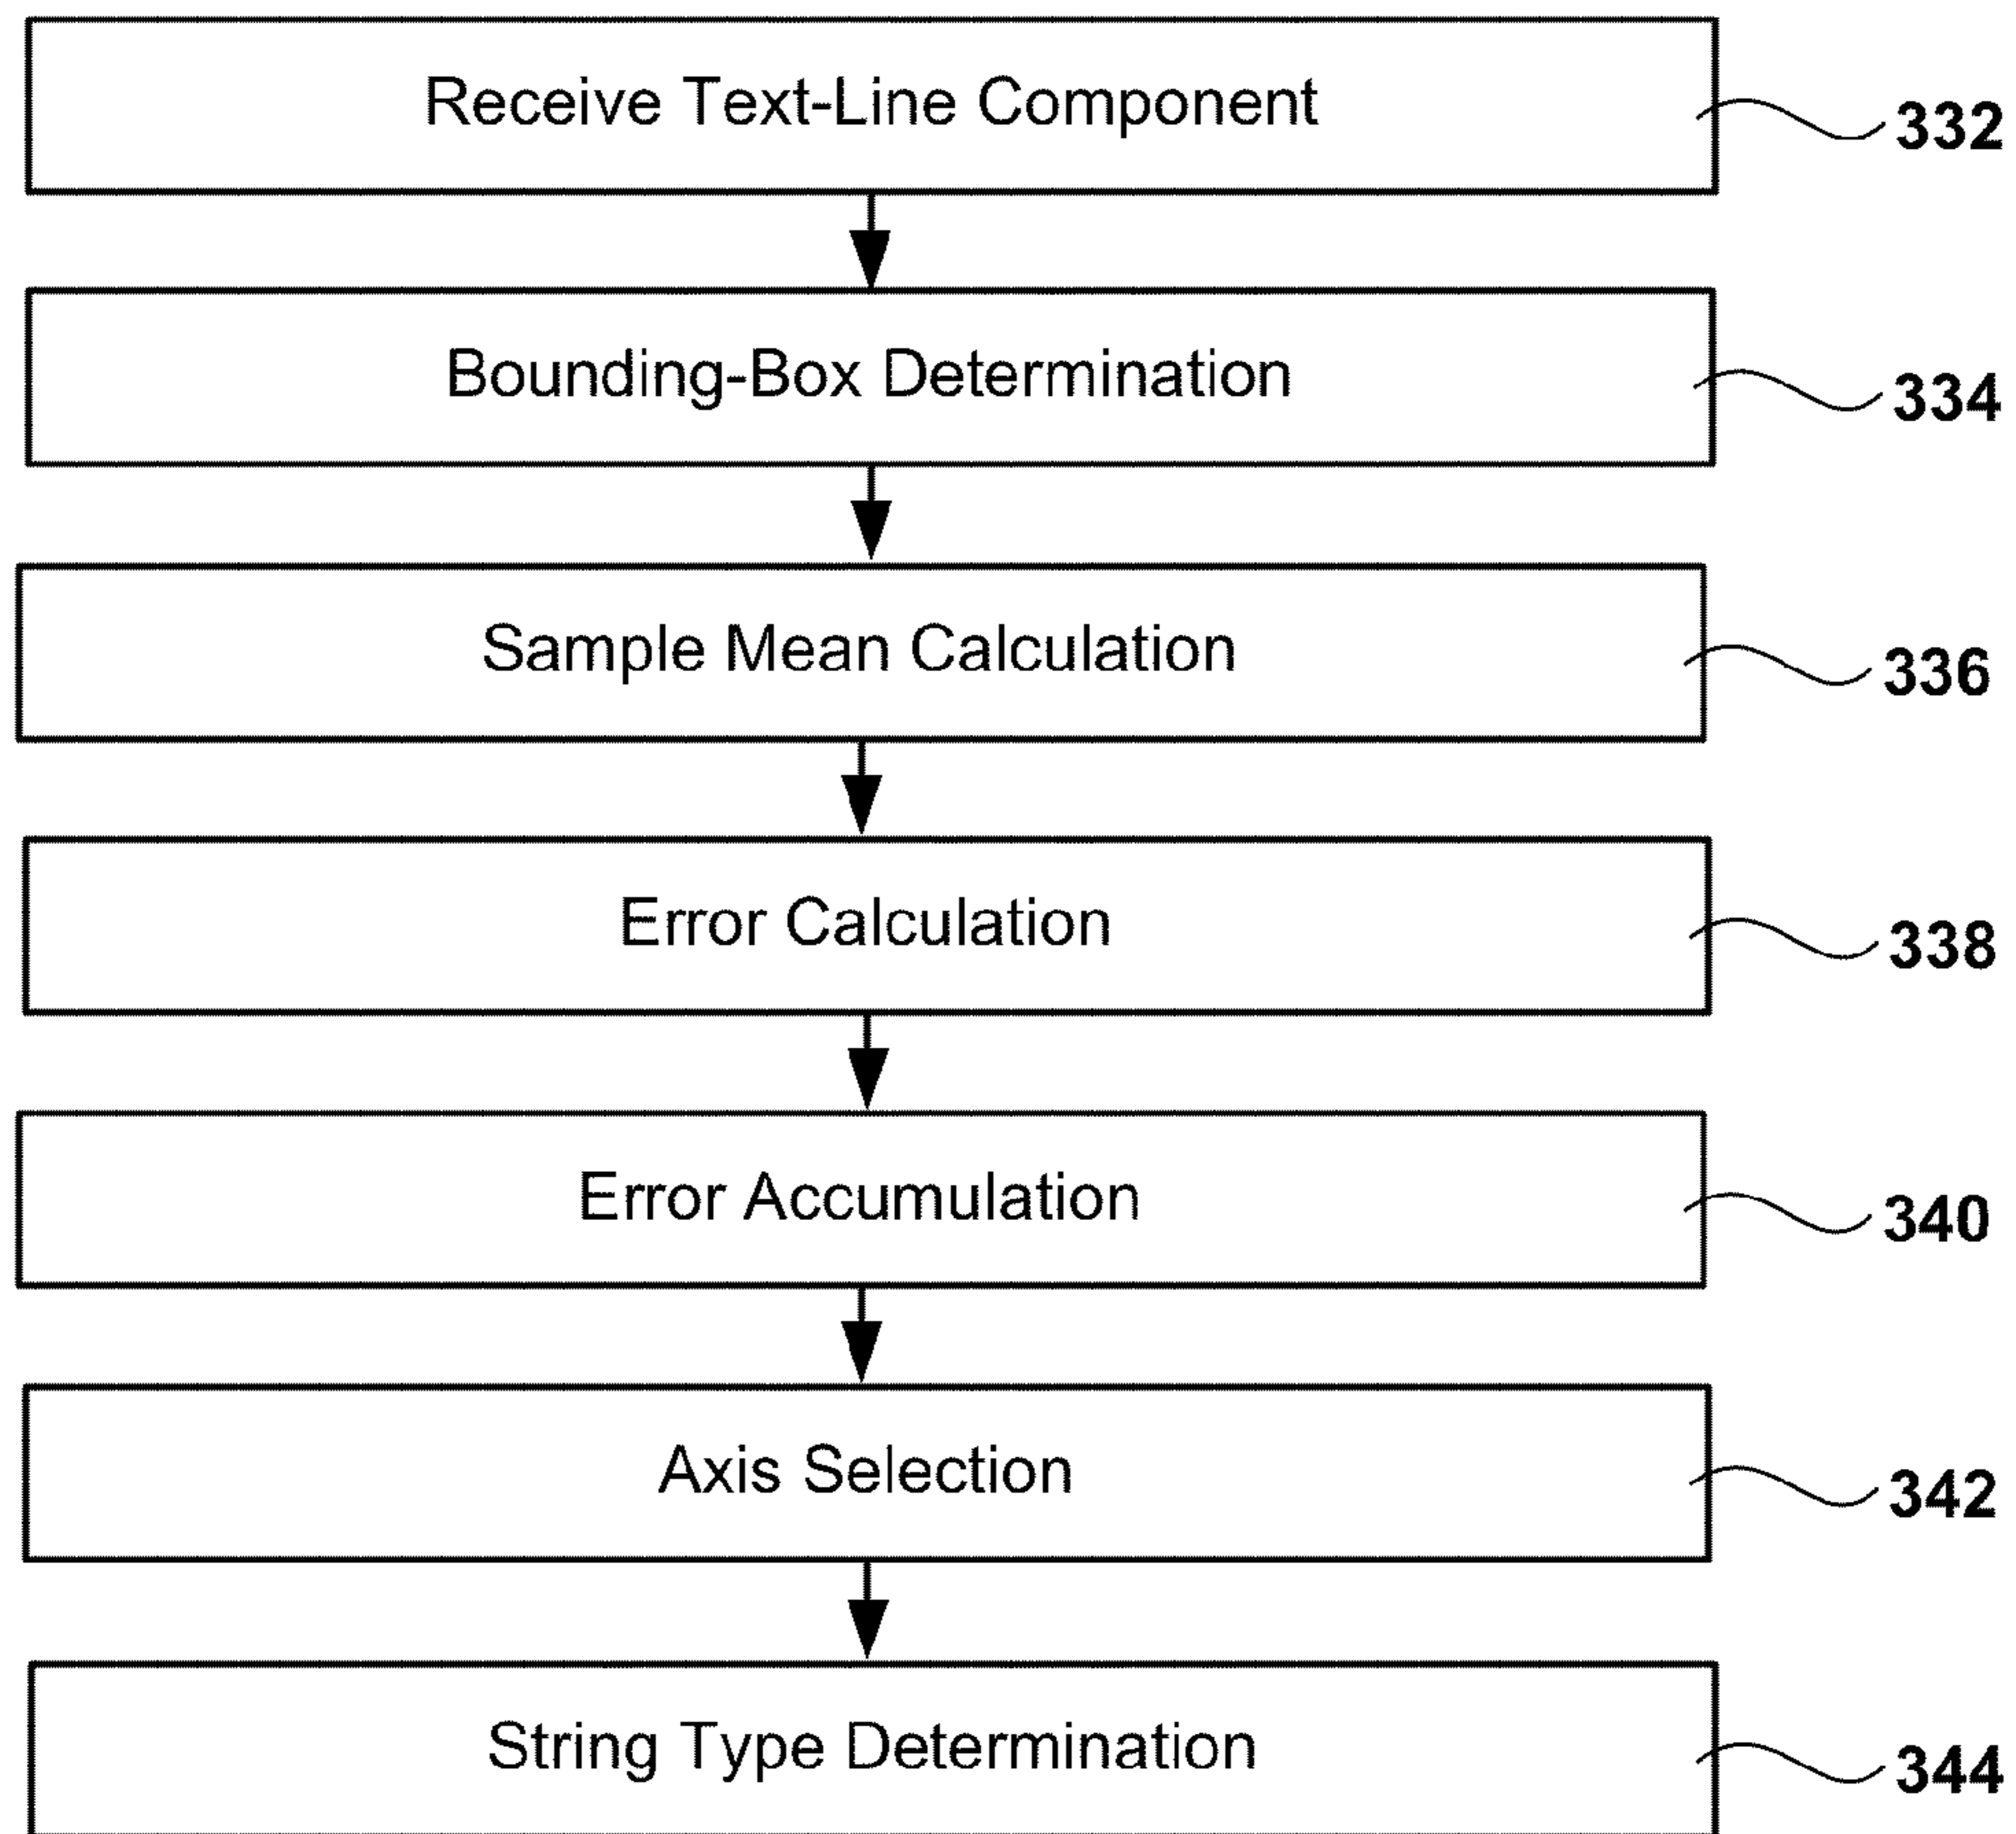 Receive Text-Line Component 332
Bounding-Box Determination 334
Sample Mean Calculation 336
Error Calculation 338
Error Accumulation 340
Axis Selection 342
String Type Determination 344